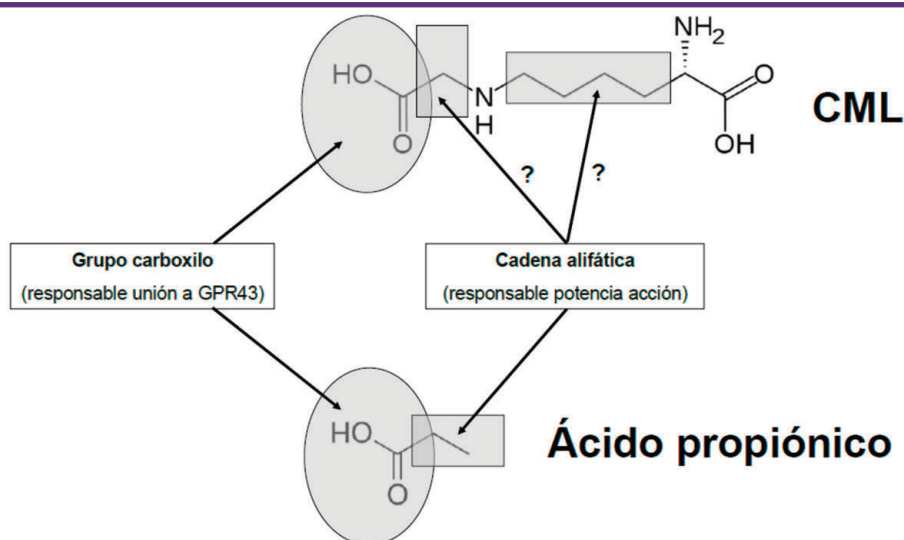 NH2
HO
O
N
H
O
OH
CML
?
?
Grupo carboxilo
(responsable unión a GPR43)
Cadena alifática
(responsable potencia acción)
HO
O
Ácido propiónico